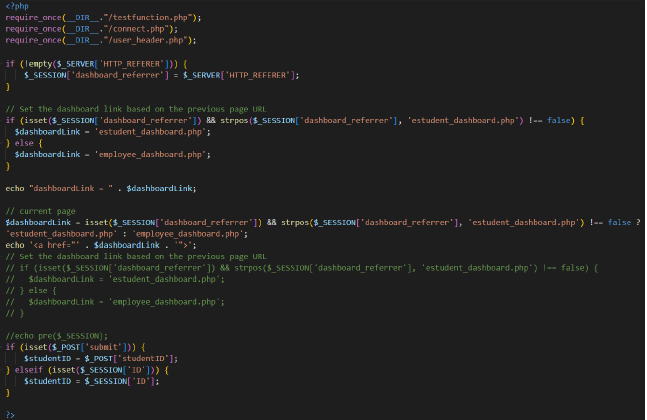 <?php
require_once(__DIR__."/testfunction.php");
require_once(__DIR__."/connect.php");
require_once(__DIR__."/user_header.php");
if (!empty($_SERVER['HTTP_REFERER'])) {
$_SESSION['dashboard_referrer'] = $_SERVER['HTTP_REFERER'];
}
// Set the dashboard link based on the previous page URL
if (isset($_SESSION['dashboard_referrer']) && strpos($_SESSION['dashboard_referrer'], 'estudent_dashboard.php') !== false) {
$dashboardLink = 'estudent_dashboard.php';
} else {
$dashboardLink = 'employee_dashboard.php';
}
echo "dashboardLink = " . $dashboardLink;
// current page
$dashboardLink = isset($_SESSION['dashboard_referrer']) && strpos($_SESSION['dashboard_referrer'], 'estudent_dashboard.php') !== false ?
'estudent_dashboard.php' : 'employee_dashboard.php';
echo '<a href="' . $dashboardLink . '">';
// Set the dashboard link based on the previous page URL
// if (isset($_SESSION['dashboard_referrer']) && strpos($_SESSION['dashboard_referrer'], 'estudent_dashboard.php') !== false) {
//   $dashboardLink = 'estudent_dashboard.php';
// } else {
//   $dashboardLink = 'employee_dashboard.php';
// }
//echo pre($_SESSION);
if (isset($_POST['submit'])) {
$studentID = $_POST['studentID'];
} elseif (isset($_SESSION['ID'])) {
$studentID = $_SESSION['ID'];
}
?>